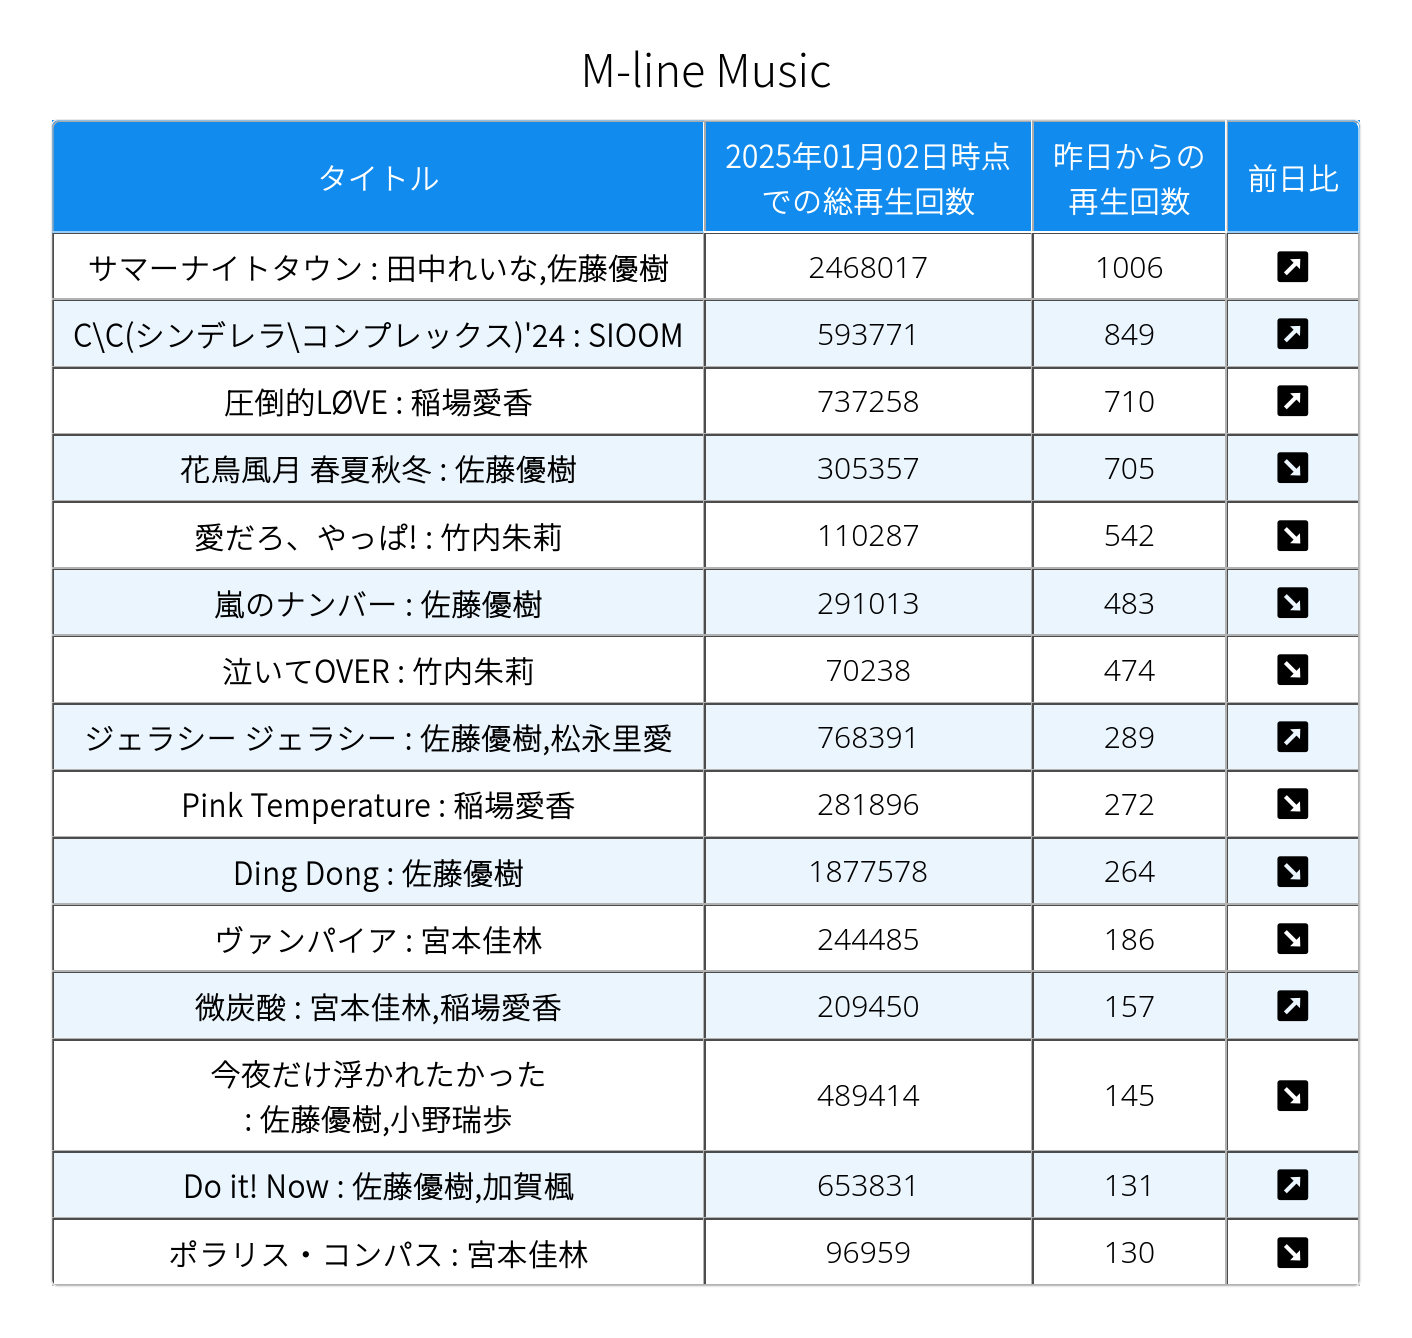 M-line Music
タイトル
2025年01月02日時点
での総再生回数
昨日からの
再生回数
前日比
サマーナイトタウン : 田中れいな,佐藤優樹 2468017 1006
C\C(シンデレラ\コンプレックス)'24 : SIOOM 593771 849
圧倒的LØVE : 稲場愛香 737258 710
花鳥風月 春夏秋冬 : 佐藤優樹 305357 705
愛だろ、やっぱ! : 竹内朱莉 110287 542
嵐のナンバー : 佐藤優樹 291013 483
泣いてOVER : 竹内朱莉 70238 474
ジェラシー ジェラシー : 佐藤優樹,松永里愛 768391 289
Pink Temperature : 稲場愛香 281896 272
Ding Dong : 佐藤優樹 1877578 264
ヴァンパイア : 宮本佳林 244485 186
微炭酸 : 宮本佳林,稲場愛香 209450 157
今夜だけ浮かれたかった
: 佐藤優樹,小野瑞歩 489414 145
Do it! Now : 佐藤優樹,加賀楓 653831 131
ポラリス・コンパス : 宮本佳林 96959 130